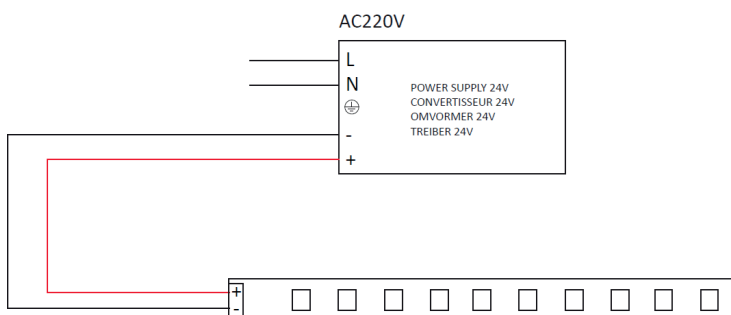 AC220V
L
N
POWER SUPPLY 24V
CONVERTISSEUR 24V
OMVORMER 24V
TREIBER 24V
-
+
+
-